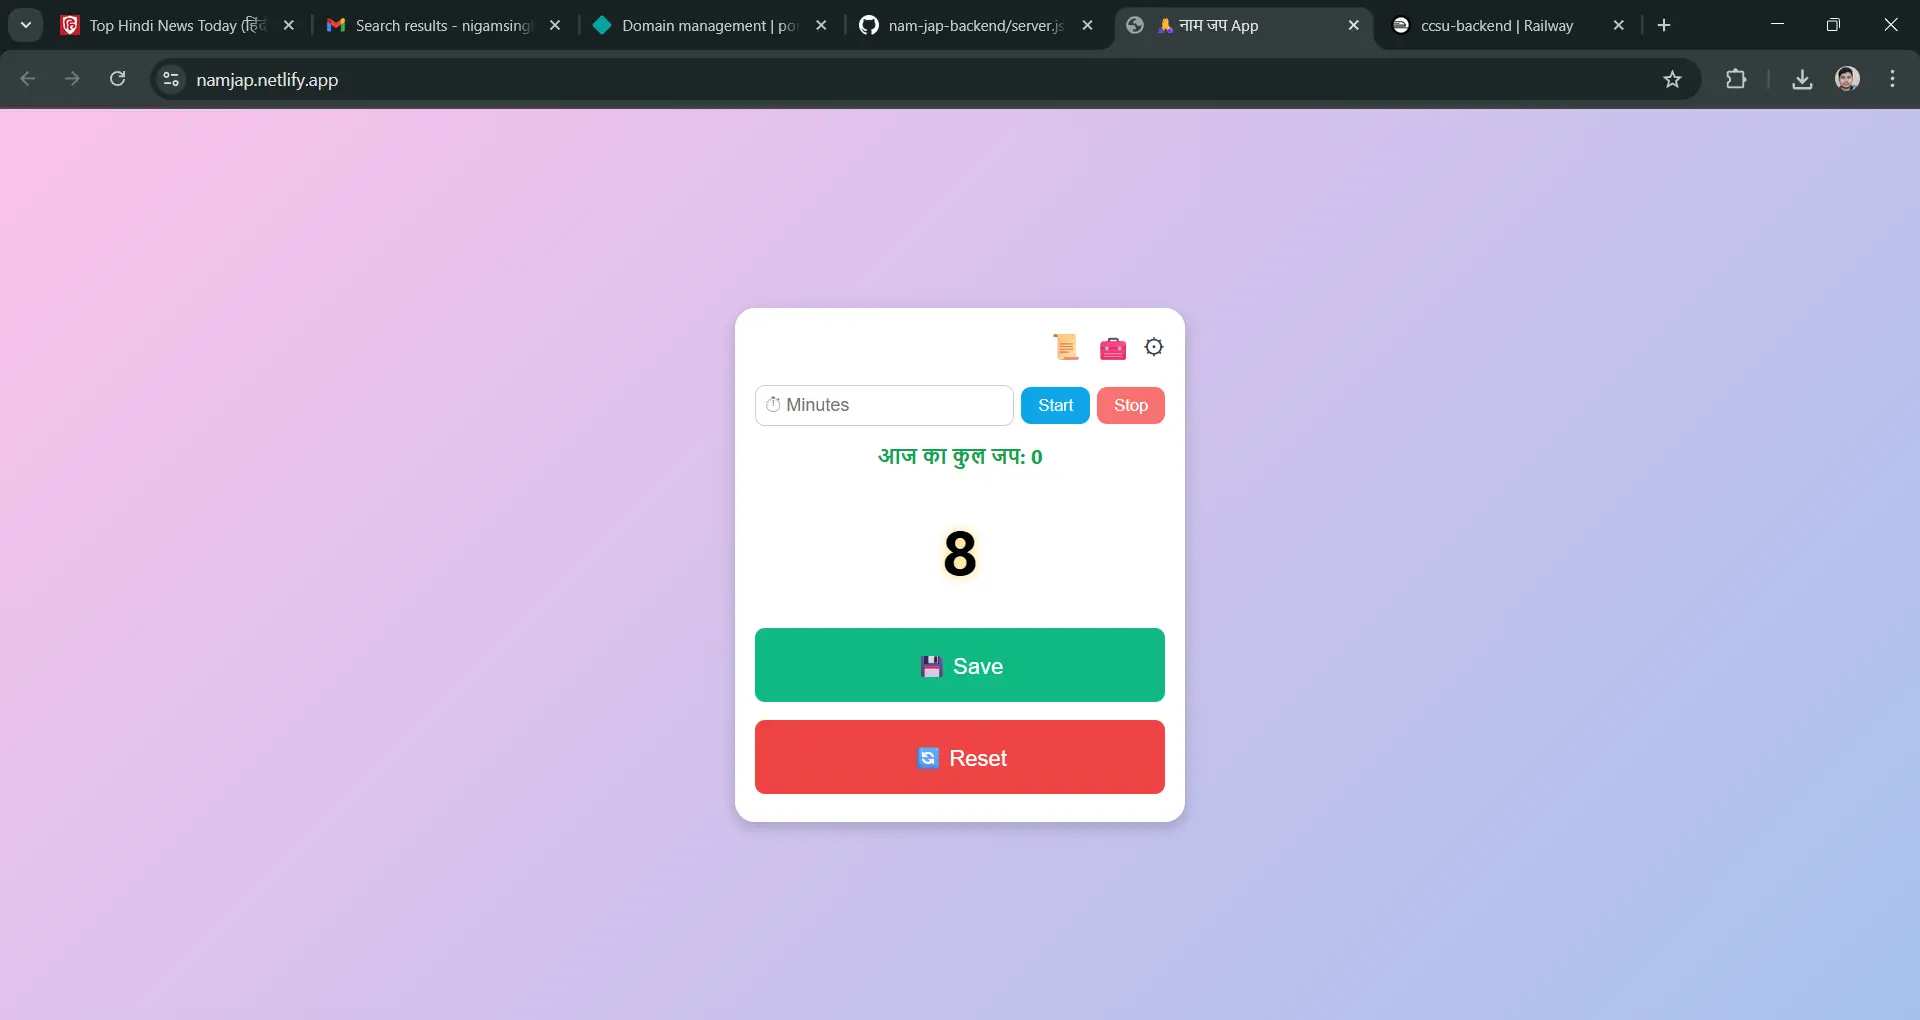 Top Hindi News Today (हिंद
Search results - nigamsing
Domain management | po
nam-jap-backend/server.js
🙏 नाम जप App
ccsu-backend | Railway
namjap.netlify.app
Minutes
Start
Stop
आज का कुल जप: 0
8
Save
Reset